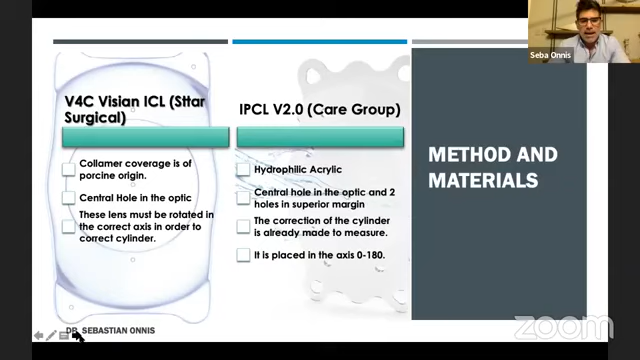 Seba Onnis
V4C Visian ICL (Sttar
Surgical)
Collamer coverage is of
porcine origin.
Central Hole in the optic
These lens must be rotated in
the correct axis in order to
correct cylinder.
IPCL V2.0 (Care Group)
Hydrophilic Acrylic
Central hole in the optic and 2
holes in superior margin
The correction of the cylinder
is already made to measure.
It is placed in the axis 0-180.
METHOD AND
MATERIALS
DR. SEBASTIAN ONNIS
zoom